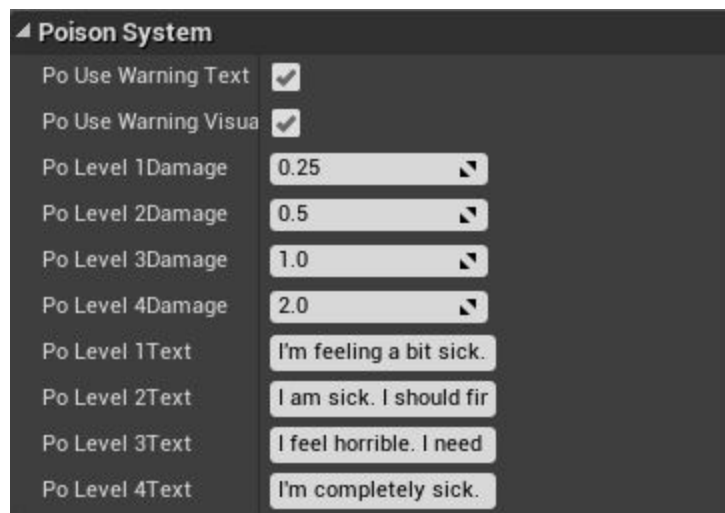 Poison System
Po Use Warning Text
Po Use Warning Visua
Po Level 1Damage 0.25
Po Level 2Damage 0.5
Po Level 3Damage 1.0
Po Level 4Damage 2.0
Po Level 1Text I'm feeling a bit sick.
Po Level 2Text I am sick. I should fir
Po Level 3Text I feel horrible. I need
Po Level 4Text I'm completely sick.